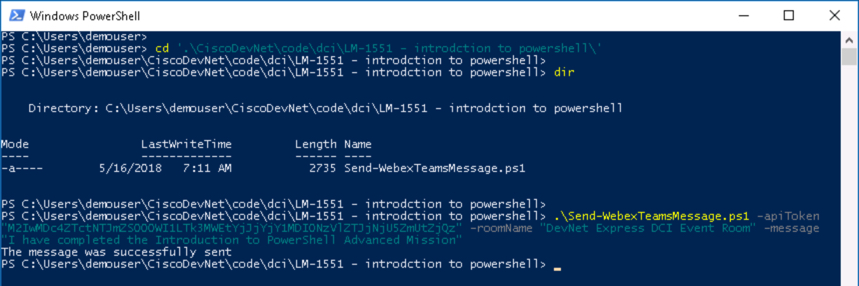 Windows PowerShell
PS C:\Users\demouser>
PS C:\Users\demouser> cd '.\CiscoDevNet\code\dci\LM-1551 - introdction to powershell\'
PS C:\Users\demouser\CiscoDevNet\code\dci\LM-1551 - introdction to powershell>
PS C:\Users\demouser\CiscoDevNet\code\dci\LM-1551 - introdction to powershell> dir
Directory: C:\Users\demouser\CiscoDevNet\code\dci\LM-1551 - introdction to powershell
Mode LastWriteTime Length Name
---- ------------- ------ ----
-a---- 5/16/2018 7:11 AM 2735 Send-WebexTeamsMessage.ps1
PS C:\Users\demouser\CiscoDevNet\code\dci\LM-1551 - introdction to powershell>
PS C:\Users\demouser\CiscoDevNet\code\dci\LM-1551 - introdction to powershell> .\Send-WebexTeamsMessage.ps1 -apiToken
-roomName "DevNet Express DCI Event Room" -message
"I have completed the Introduction to PowerShell Advanced Mission"
The message was successfully sent
PS C:\Users\demouser\CiscoDevNet\code\dci\LM-1551 - introdction to powershell>